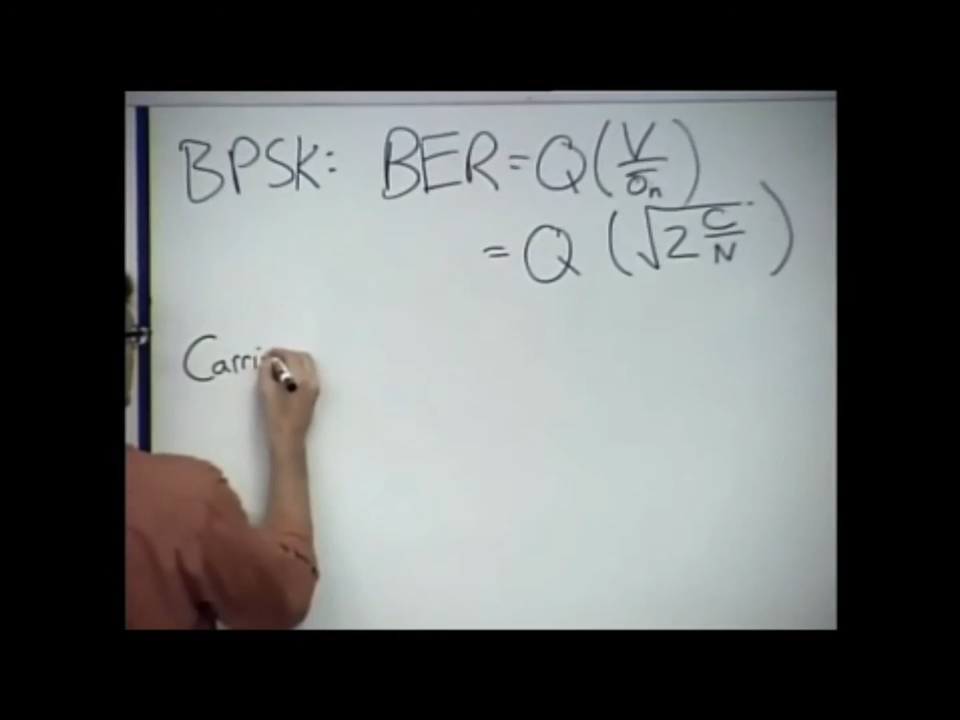 BPSK: BER = Q(V/σn)
= Q(√2 C/N)
Carri